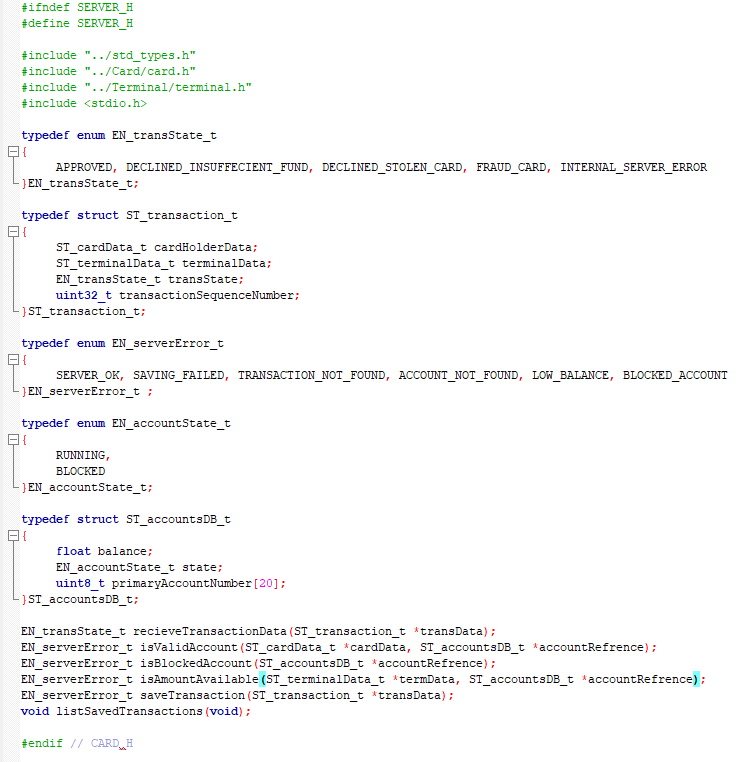 #ifndef SERVER_H
#define SERVER_H
#include "../std_types.h"
#include "../Card/card.h"
#include "../Terminal/terminal.h"
#include <stdio.h>
typedef enum EN_transState_t
{
APPROVED, DECLINED_INSUFFECIENT_FUND, DECLINED_STOLEN_CARD, FRAUD_CARD, INTERNAL_SERVER_ERROR
}EN_transState_t;
typedef struct ST_transaction_t
{
ST_cardData_t cardHolderData;
ST_terminalData_t terminalData;
EN_transState_t transState;
uint32_t transactionSequenceNumber;
}ST_transaction_t;
typedef enum EN_serverError_t
{
SERVER_OK, SAVING_FAILED, TRANSACTION_NOT_FOUND, ACCOUNT_NOT_FOUND, LOW_BALANCE, BLOCKED_ACCOUNT
}EN_serverError_t ;
typedef enum EN_accountState_t
{
RUNNING,
BLOCKED
}EN_accountState_t;
typedef struct ST_accountsDB_t
{
float balance;
EN_accountState_t state;
uint8_t primaryAccountNumber[20];
}ST_accountsDB_t;
EN_transState_t recieveTransactionData(ST_transaction_t *transData);
EN_serverError_t isValidAccount(ST_cardData_t *cardData, ST_accountsDB_t *accountRefrence);
EN_serverError_t isBlockedAccount(ST_accountsDB_t *accountRefrence);
EN_serverError_t isAmountAvailable(ST_terminalData_t *termData, ST_accountsDB_t *accountRefrence);
EN_serverError_t saveTransaction(ST_transaction_t *transData);
void listSavedTransactions(void);
#endif // CARD_H